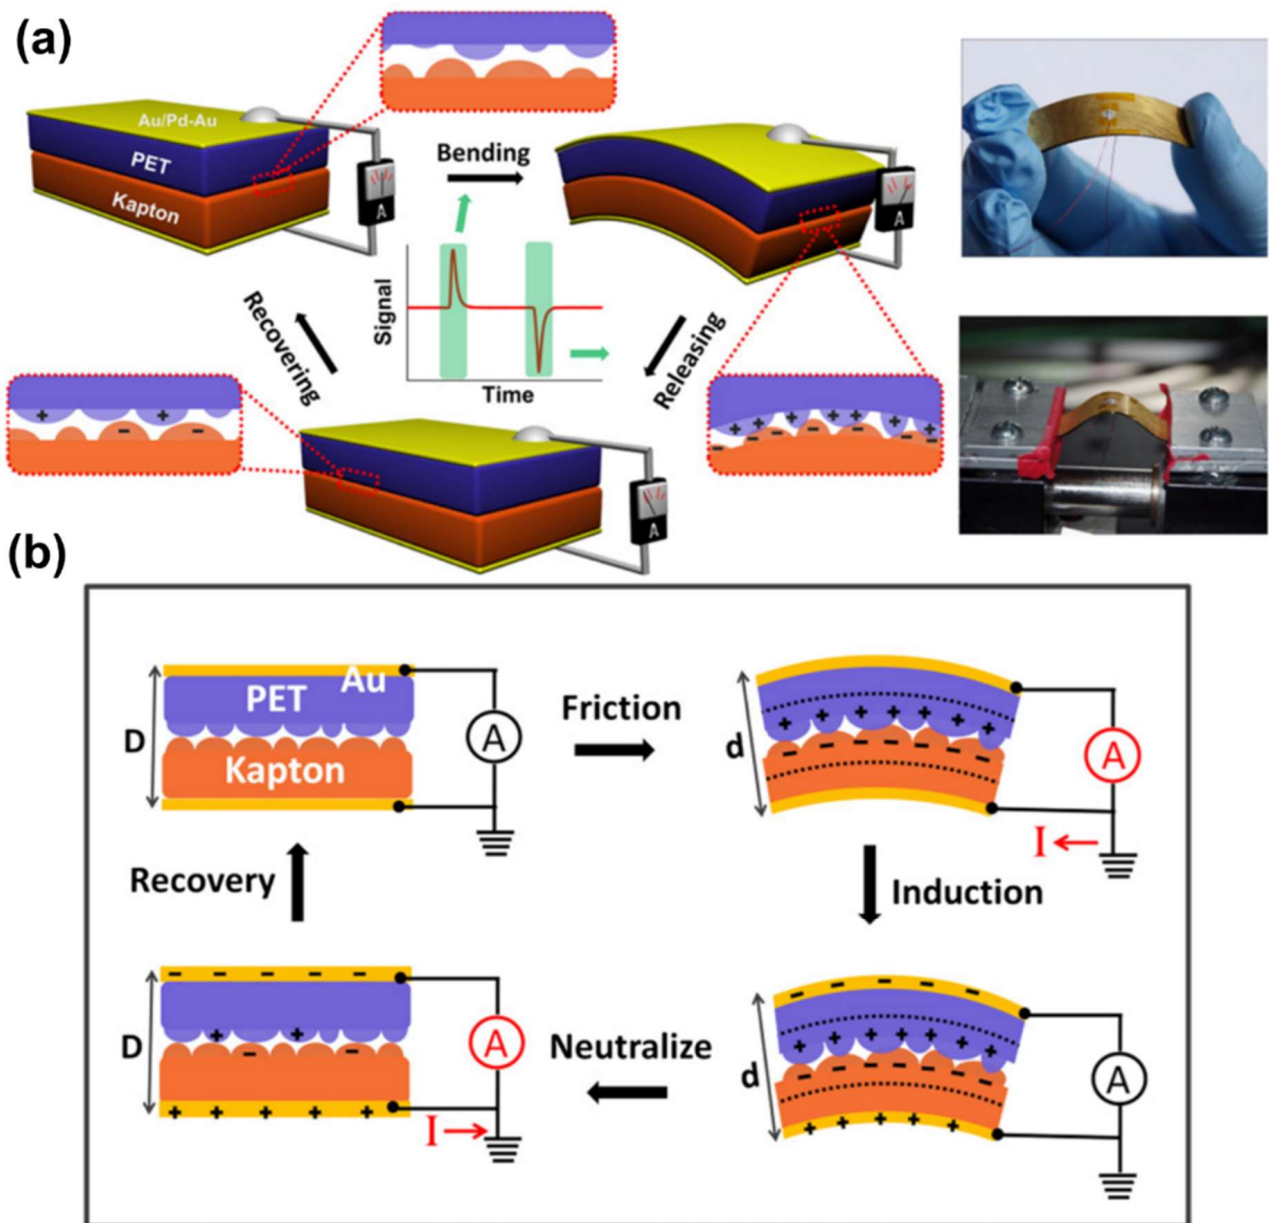 (a)
Au/Pd-Au
PET
Kapton
A
Bending
A
Signal
Time
Recovering
Releasing
+ +
- -
+ + + + + +
- - - - - - -
A
(b)
D
Au
PET
Kapton
A
Friction
d
+ + + + + + +
- - - - - -
A
I
Recovery
Induction
D
- - - - -
+ +
- -
+ + + + +
A
I
Neutralize
d
- - - - -
+ + + + + + +
- - - - - -
+ + + + +
A